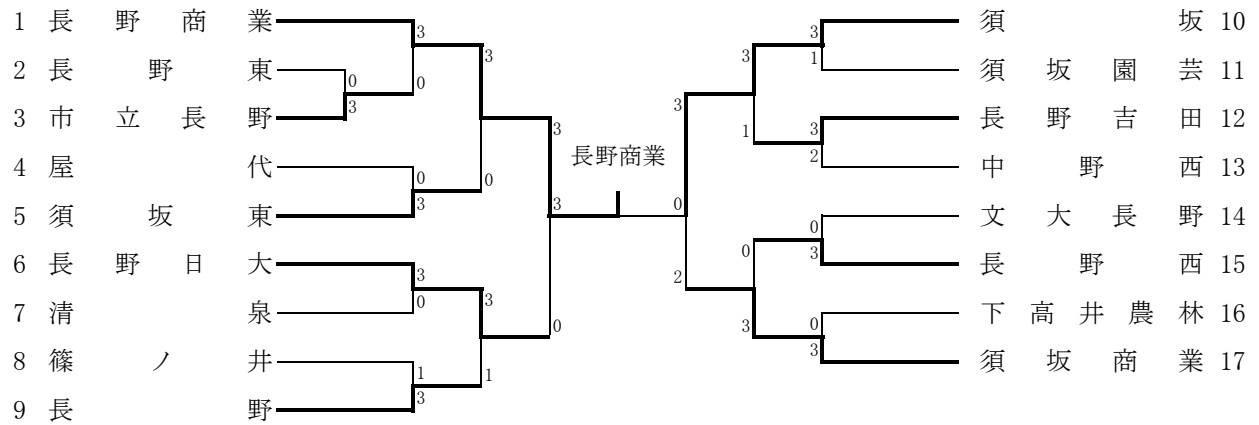 1 長野商業
2 長野東
3 市立長野
4 屋代
5 須坂東
6 長野日大
7 清泉
8 篠ノ井
9 長野
3
0
3
0
3
0
0
3
3
0
1
3
3
1
3
0
3
長野商業
0
3
2
3
1
0
3
3
1
3
2
0
3
0
3
須坂 10
須坂園芸 11
長野吉田 12
中野西 13
文大長野 14
長野西 15
下高井農林 16
須坂商業 17